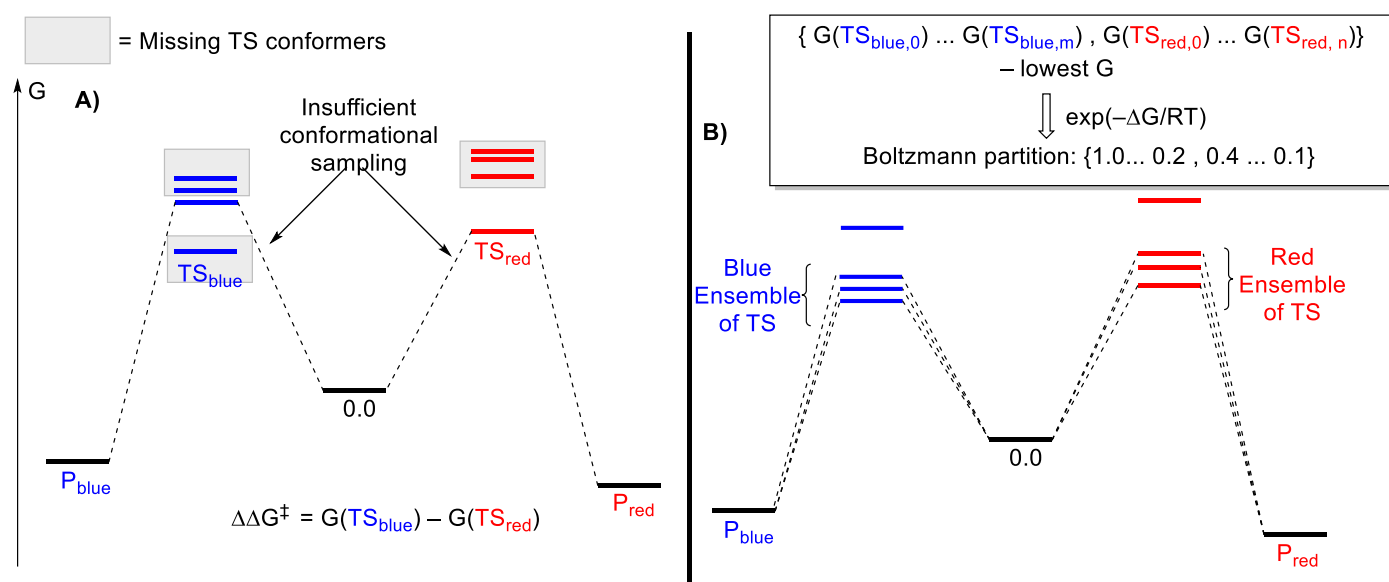 = Missing TS conformers
G
A)
Insufficient
conformational
sampling
TSblue
TSred
0.0
Pblue
Pred
ΔΔG‡ = G(TSblue) – G(TSred)
B)
{ G(TSblue,0) ... G(TSblue,m) , G(TSred,0) ... G(TSred, n)}
– lowest G
exp(–ΔG/RT)
Boltzmann partition: {1.0... 0.2 , 0.4 ... 0.1}
Blue
Ensemble
of TS
Red
Ensemble
of TS
0.0
Pblue
Pred